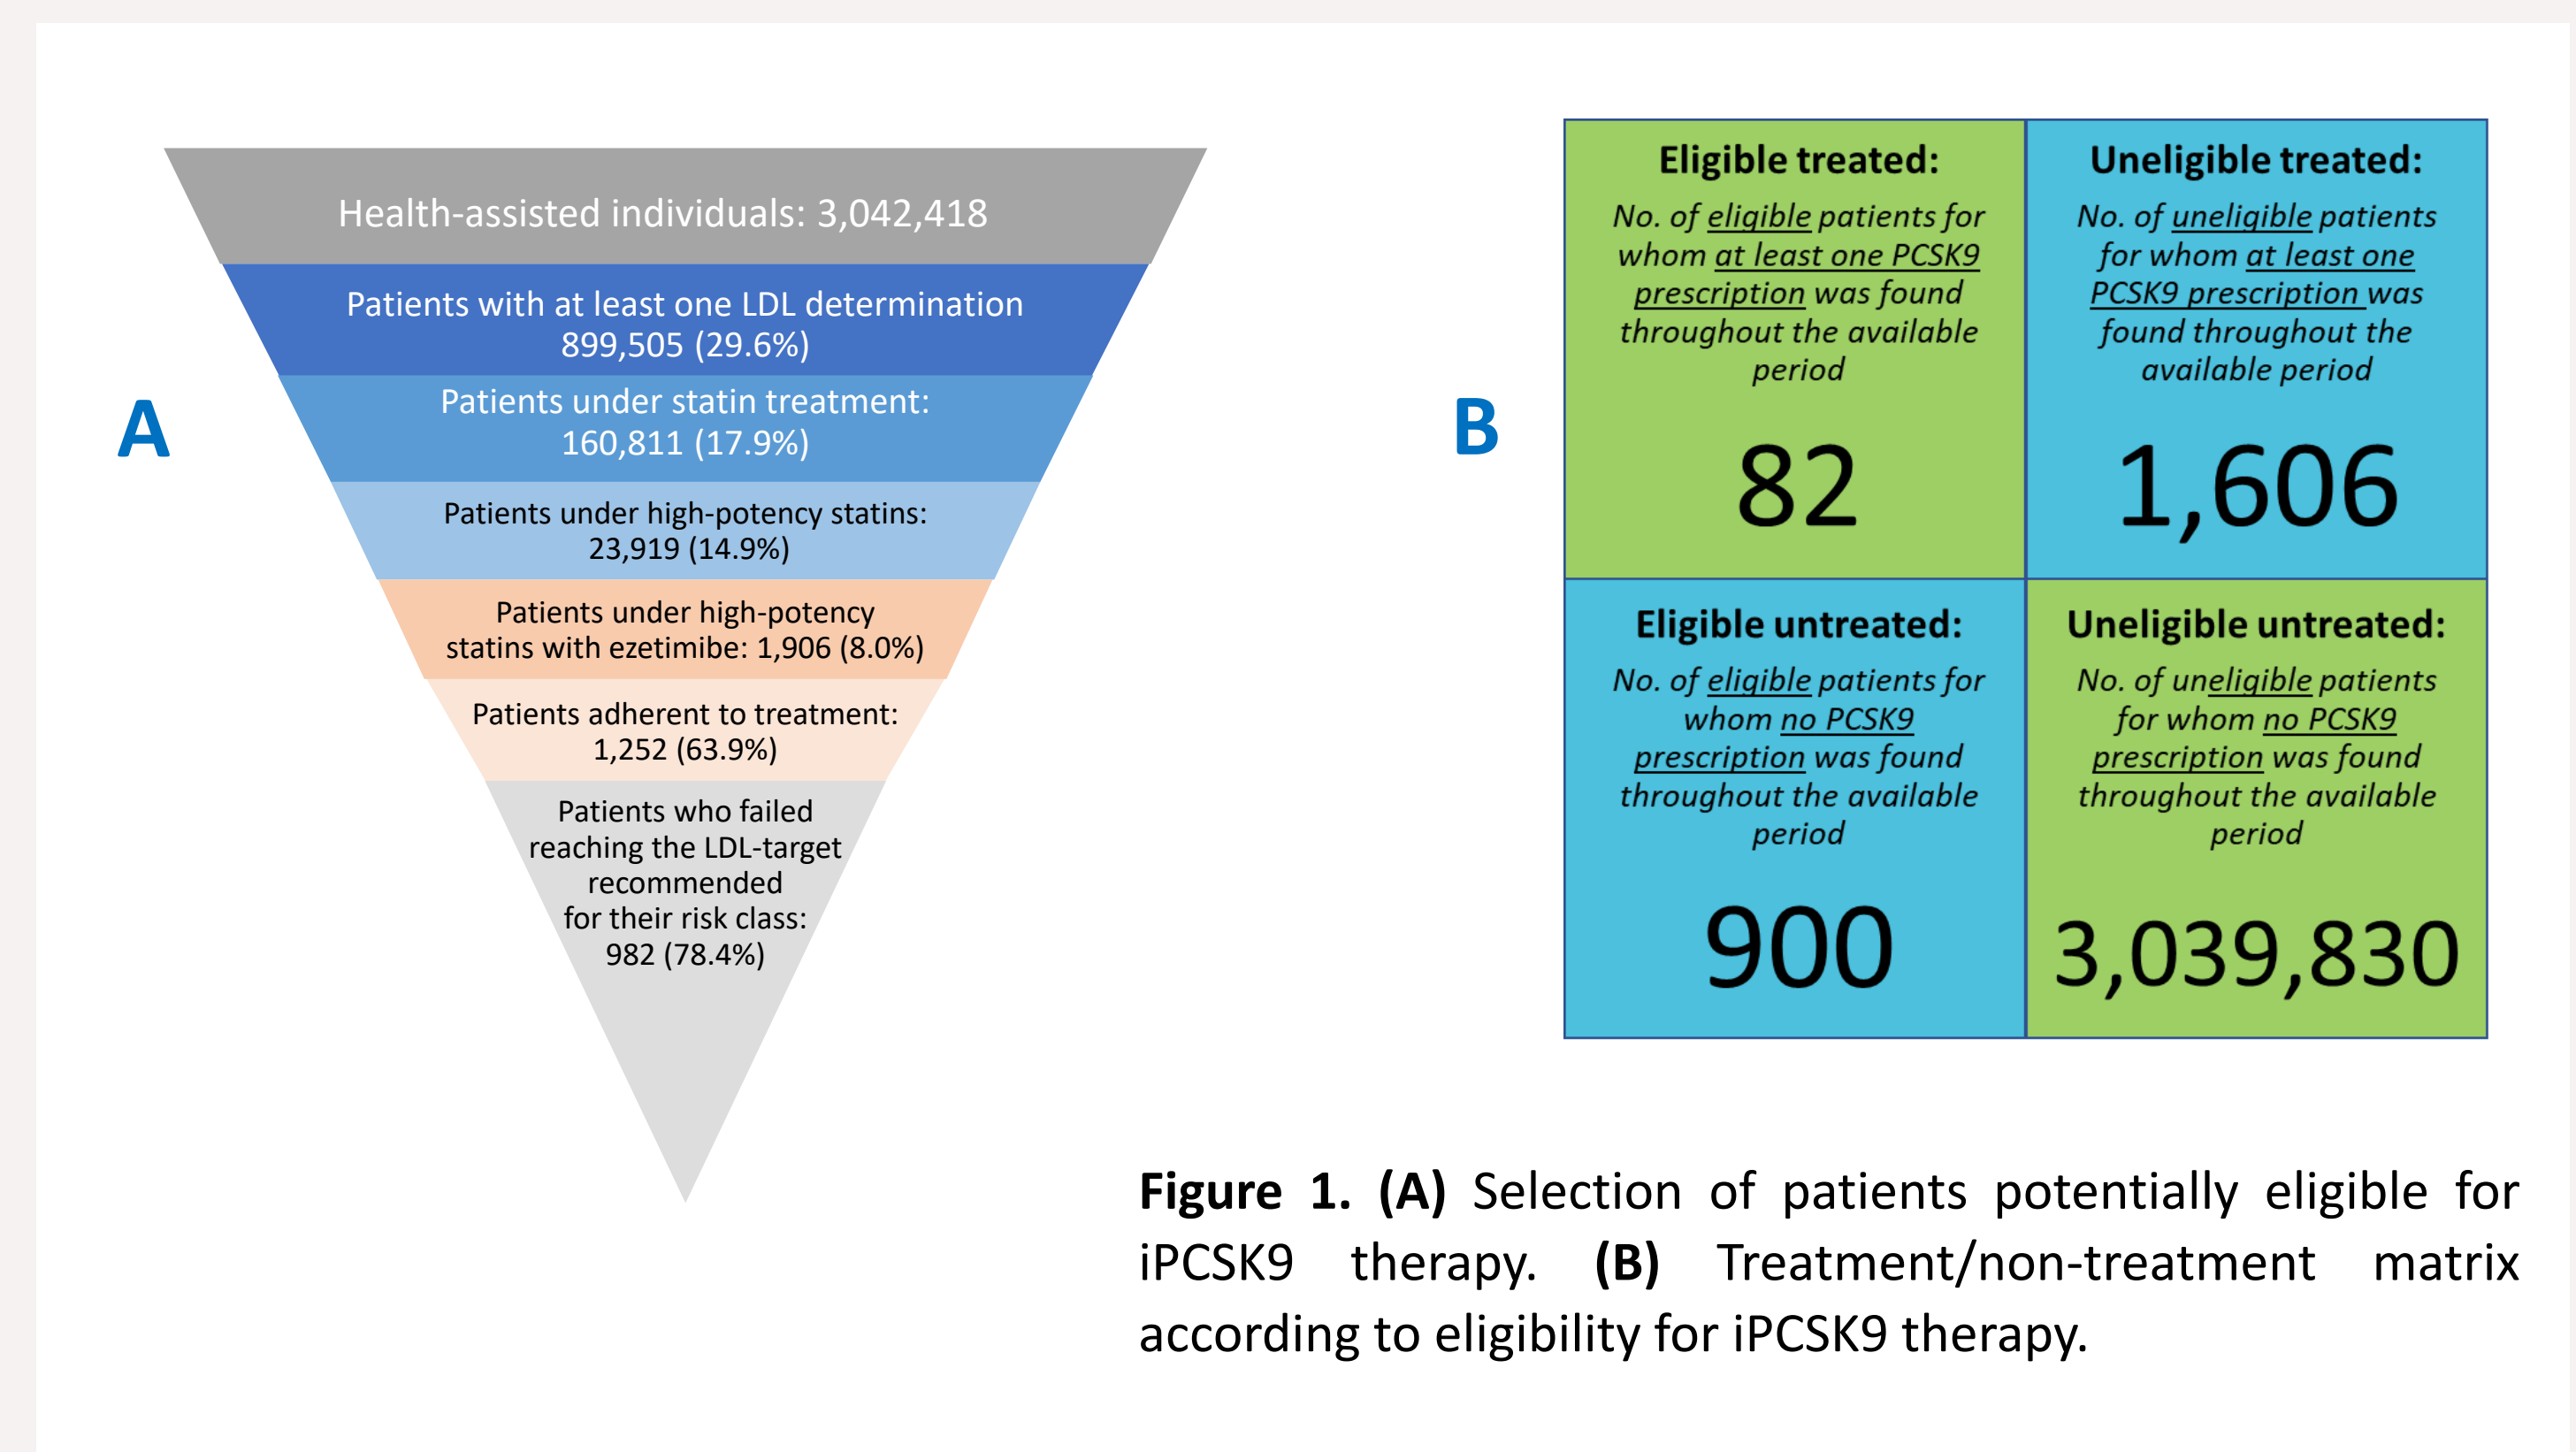 A
Health-assisted individuals: 3,042,418
Patients with at least one LDL determination
899,505 (29.6%)
Patients under statin treatment:
160,811 (17.9%)
Patients under high-potency statins:
23,919 (14.9%)
Patients under high-potency
statins with ezetimibe: 1,906 (8.0%)
Patients adherent to treatment:
1,252 (63.9%)
Patients who failed
reaching the LDL-target
recommended
for their risk class:
982 (78.4%)
B
Eligible treated:
No. of eligible patients for
whom at least one PCSK9
prescription was found
throughout the available
period
82
Uneligible treated:
No. of uneligible patients
for whom at least one
PCSK9 prescription was
found throughout the
available period
1,606
Eligible untreated:
No. of eligible patients for
whom no PCSK9
prescription was found
throughout the available
period
900
Uneligible untreated:
No. of uneligible patients
for whom no PCSK9
prescription was found
throughout the available
period
3,039,830
Figure 1. (A) Selection of patients potentially eligible for
iPCSK9 therapy. (B) Treatment/non-treatment matrix
according to eligibility for iPCSK9 therapy.